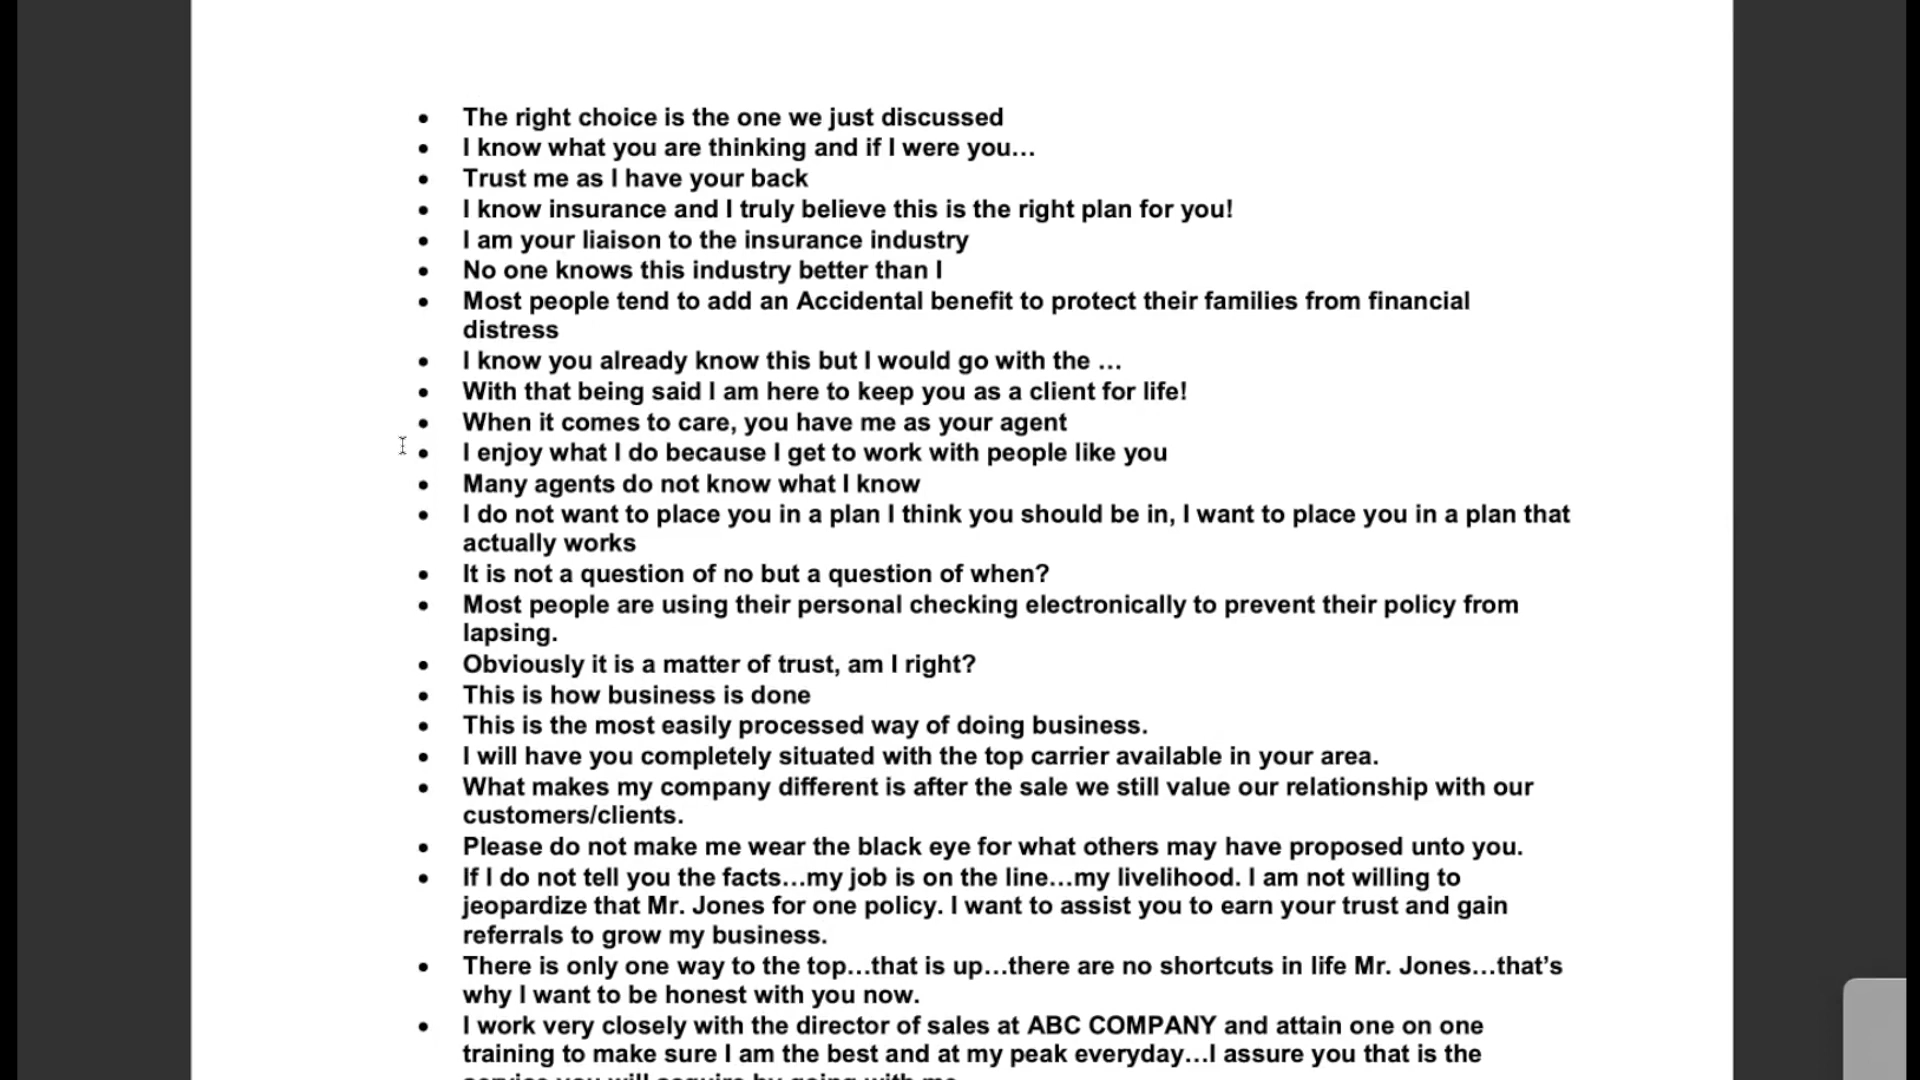 • The right choice is the one we just discussed
• I know what you are thinking and if I were you…
• Trust me as I have your back
• I know insurance and I truly believe this is the right plan for you!
• I am your liaison to the insurance industry
• No one knows this industry better than I
• Most people tend to add an Accidental benefit to protect their families from financial
distress
• I know you already know this but I would go with the …
• With that being said I am here to keep you as a client for life!
• When it comes to care, you have me as your agent
• I enjoy what I do because I get to work with people like you
• Many agents do not know what I know
• I do not want to place you in a plan I think you should be in, I want to place you in a plan that
actually works
• It is not a question of no but a question of when?
• Most people are using their personal checking electronically to prevent their policy from
lapsing.
• Obviously it is a matter of trust, am I right?
• This is how business is done
• This is the most easily processed way of doing business.
• I will have you completely situated with the top carrier available in your area.
• What makes my company different is after the sale we still value our relationship with our
customers/clients.
• Please do not make me wear the black eye for what others may have proposed unto you.
• If I do not tell you the facts…my job is on the line…my livelihood. I am not willing to
jeopardize that Mr. Jones for one policy. I want to assist you to earn your trust and gain
referrals to grow my business.
• There is only one way to the top…that is up…there are no shortcuts in life Mr. Jones…that’s
why I want to be honest with you now.
• I work very closely with the director of sales at ABC COMPANY and attain one on one
training to make sure I am the best and at my peak everyday…I assure you that is the